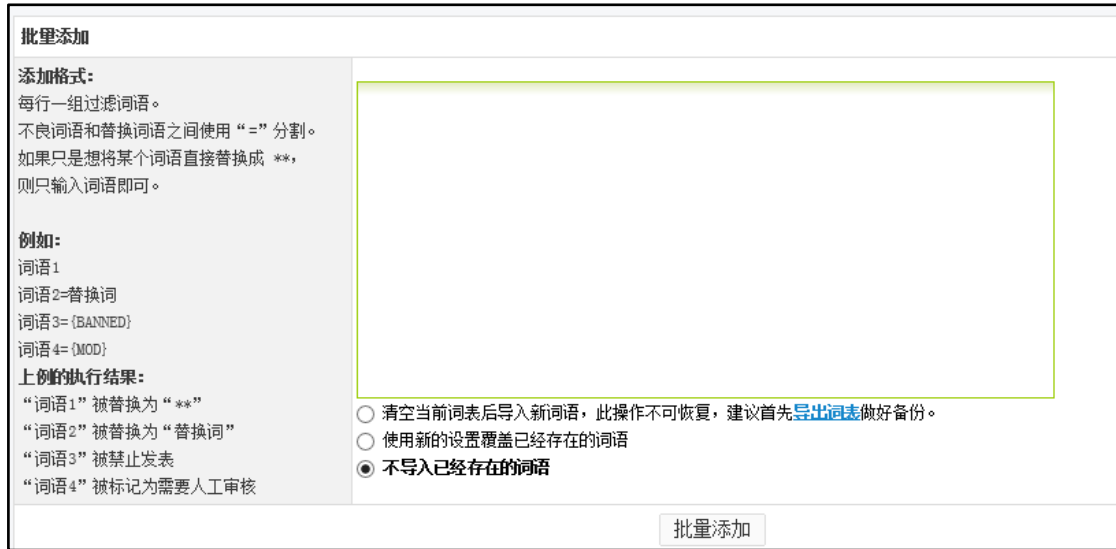 批量添加
添加格式：
每行一组过滤词语。
不良词语和替换词语之间使用“=”分割。
如果只是想将某个词语直接替换成 **，
则只输入词语即可。
例如：
词语1
词语2=替换词
词语3={BANNED}
词语4={MOD}
上例的执行结果：
“词语1”被替换为“**”
“词语2”被替换为“替换词”
“词语3”被禁止发表
“词语4”被标记为需要人工审核
清空当前词表后导入新词语，此操作不可恢复，建议首先导出词表做好备份。
使用新的设置覆盖已经存在的词语
不导入已经存在的词语
批量添加